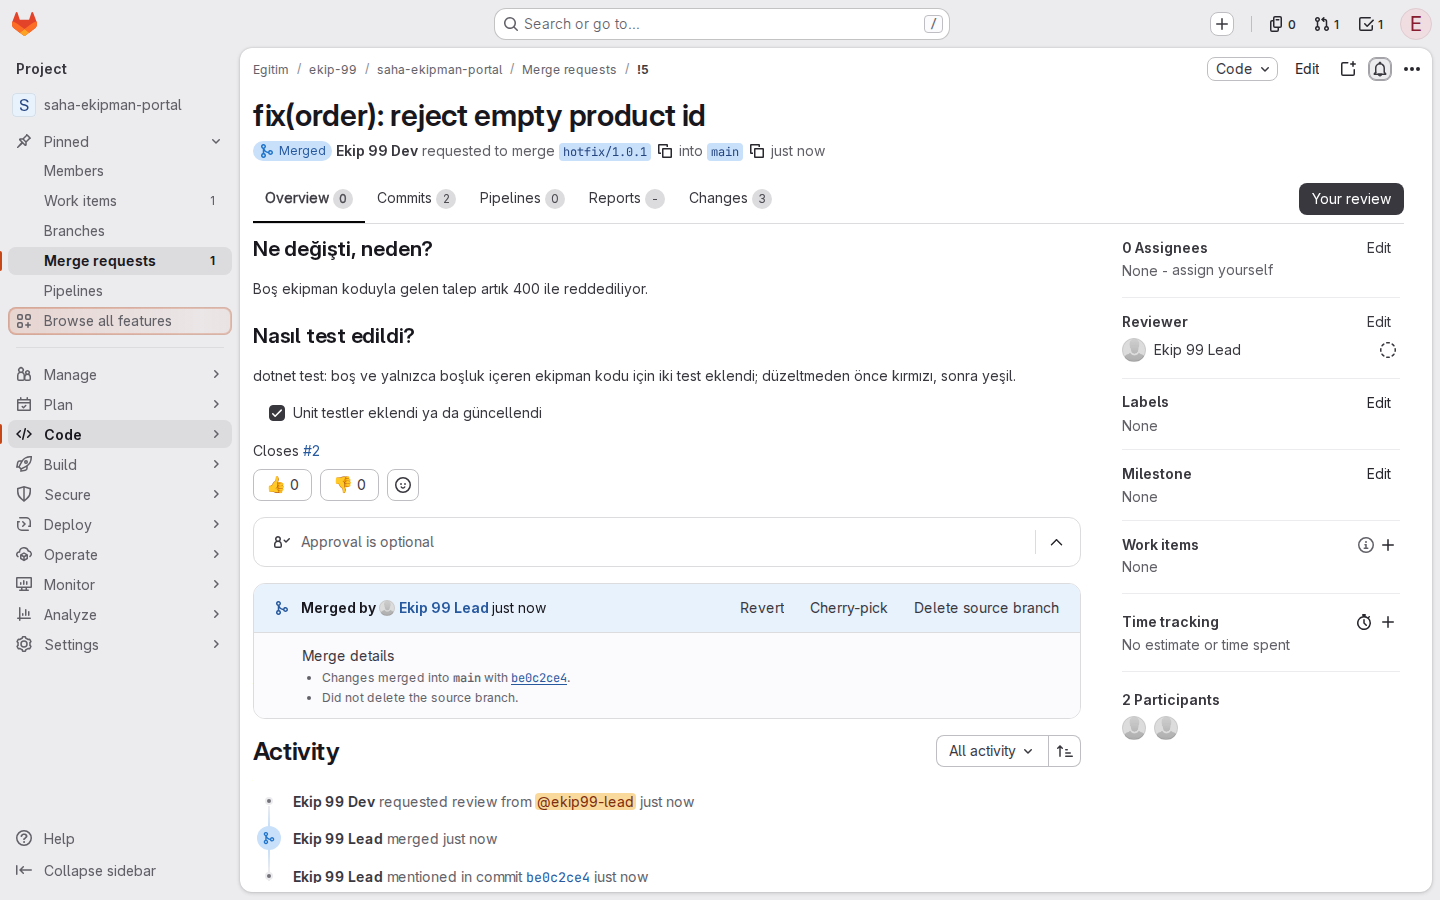 Search or go to...
/
0
1
1
E
Project
S
saha-ekipman-portal
Pinned
Members
Work items 1
Branches
Merge requests 1
Pipelines
Browse all features
Manage
Plan
Code
Build
Secure
Deploy
Operate
Monitor
Analyze
Settings
Help
Collapse sidebar
Egitim / ekip-99 / saha-ekipman-portal / Merge requests / !5
Code
Edit
fix(order): reject empty product id
Merged Ekip 99 Dev requested to merge hotfix/1.0.1 into main just now
Overview 0
Commits 2
Pipelines 0
Reports -
Changes 3
Your review
Ne değişti, neden?
Boş ekipman koduyla gelen talep artık 400 ile reddediliyor.
Nasıl test edildi?
dotnet test: boş ve yalnızca boşluk içeren ekipman kodu için iki test eklendi; düzeltmeden önce kırmızı, sonra yeşil.
Unit testler eklendi ya da güncellendi
Closes #2
👍 0
👎 0
Approval is optional
Merged by Ekip 99 Lead just now
Revert
Cherry-pick
Delete source branch
Merge details
Changes merged into main with be0c2ce4.
Did not delete the source branch.
Activity
All activity
Ekip 99 Dev requested review from @ekip99-lead just now
Ekip 99 Lead merged just now
Ekip 99 Lead mentioned in commit be0c2ce4 just now
0 Assignees
Edit
None - assign yourself
Reviewer
Edit
Ekip 99 Lead
Labels
Edit
None
Milestone
Edit
None
Work items
None
Time tracking
No estimate or time spent
2 Participants